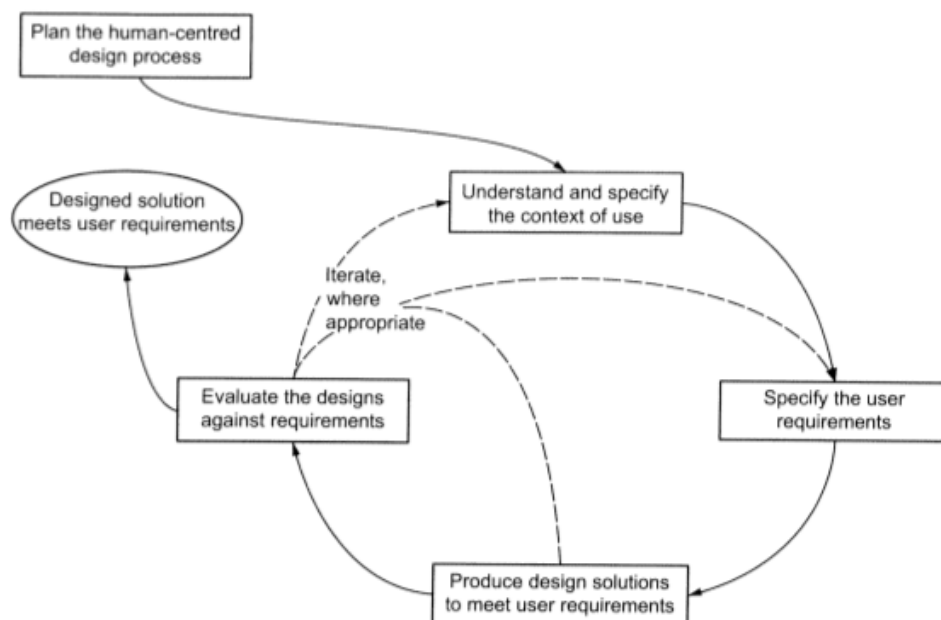 Plan the human-centred
design process
Understand and specify
the context of use
Designed solution
meets user requirements
Iterate,
where
appropriate
Evaluate the designs
against requirements
Specify the user
requirements
Produce design solutions
to meet user requirements